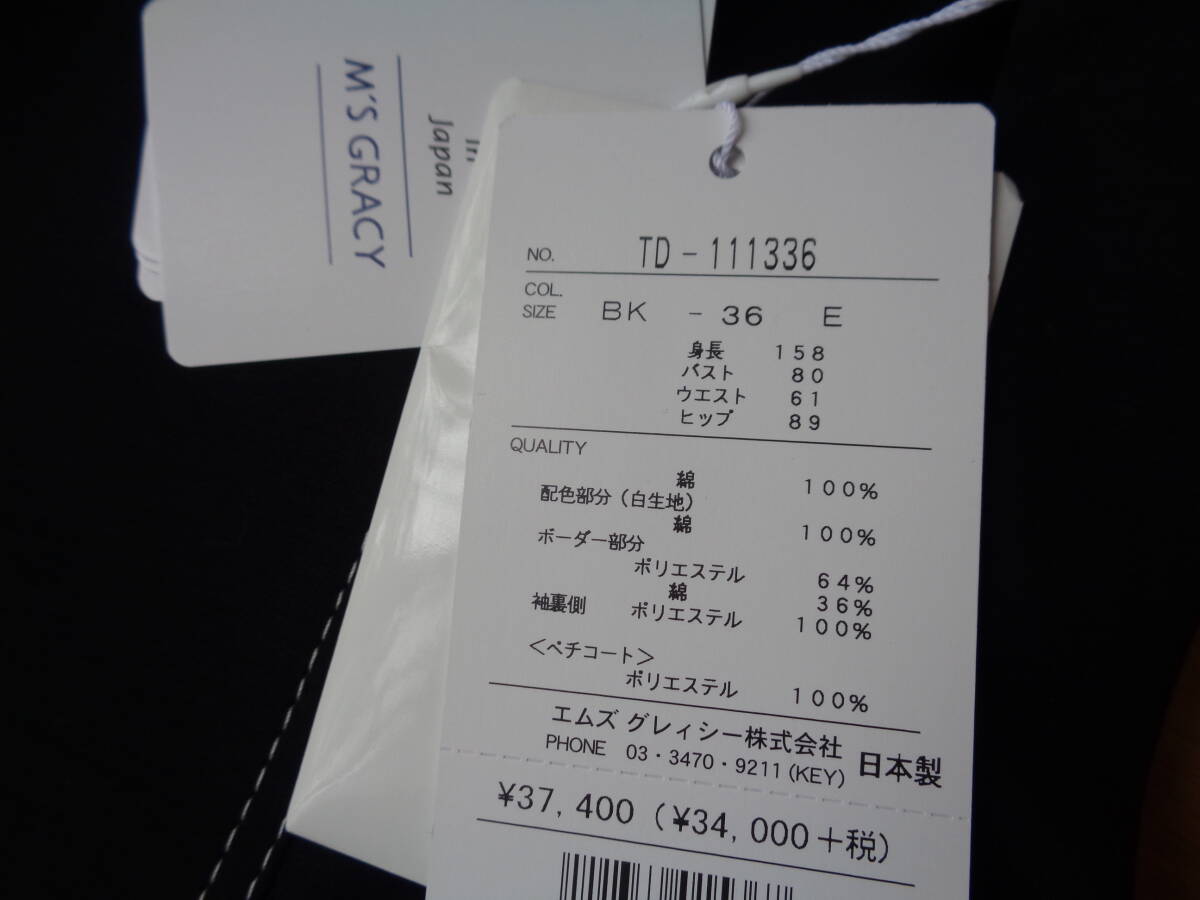 M'S GRACY
Japan
NO. TD-111336
COL.
SIZE BK - 36 E
身長 158
バスト 80
ウエスト 61
ヒップ 89
QUALITY
綿 100%
配色部分(白生地)
綿 100%
ボーダー部分
ポリエステル 64%
綿 36%
袖裏側 ポリエステル 100%
<ペチコート>
ポリエステル 100%
エムズ グレィシー株式会社 日本製
PHONE 03・3470・9211(KEY)
¥37,400 (¥34,000+税)